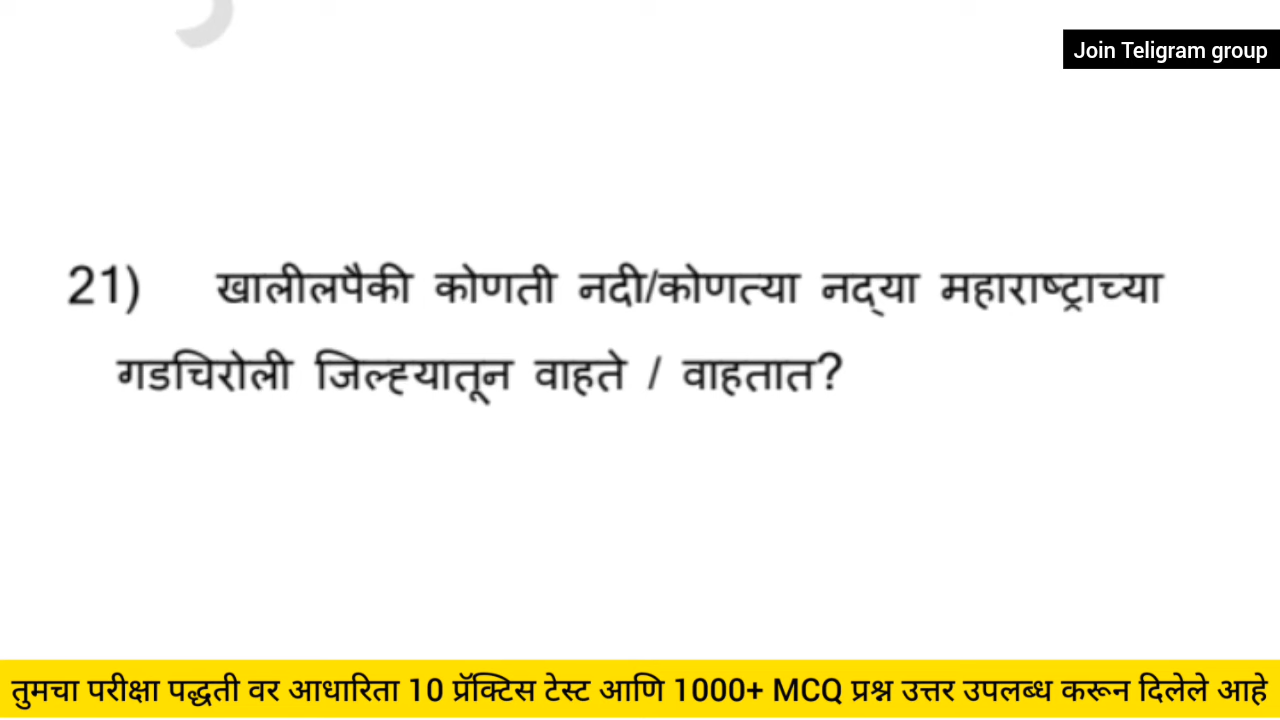 Join Teligram group
21) खालीलपैकी कोणती नदी/कोणत्या नद्या महाराष्ट्राच्या
गडचिरोली जिल्ह्यातून वाहते / वाहतात?
तुमचा परीक्षा पद्धती वर आधारिता 10 प्रॅक्टिस टेस्ट आणि 1000+ MCQ प्रश्न उत्तर उपलब्ध करून दिलेले आहे